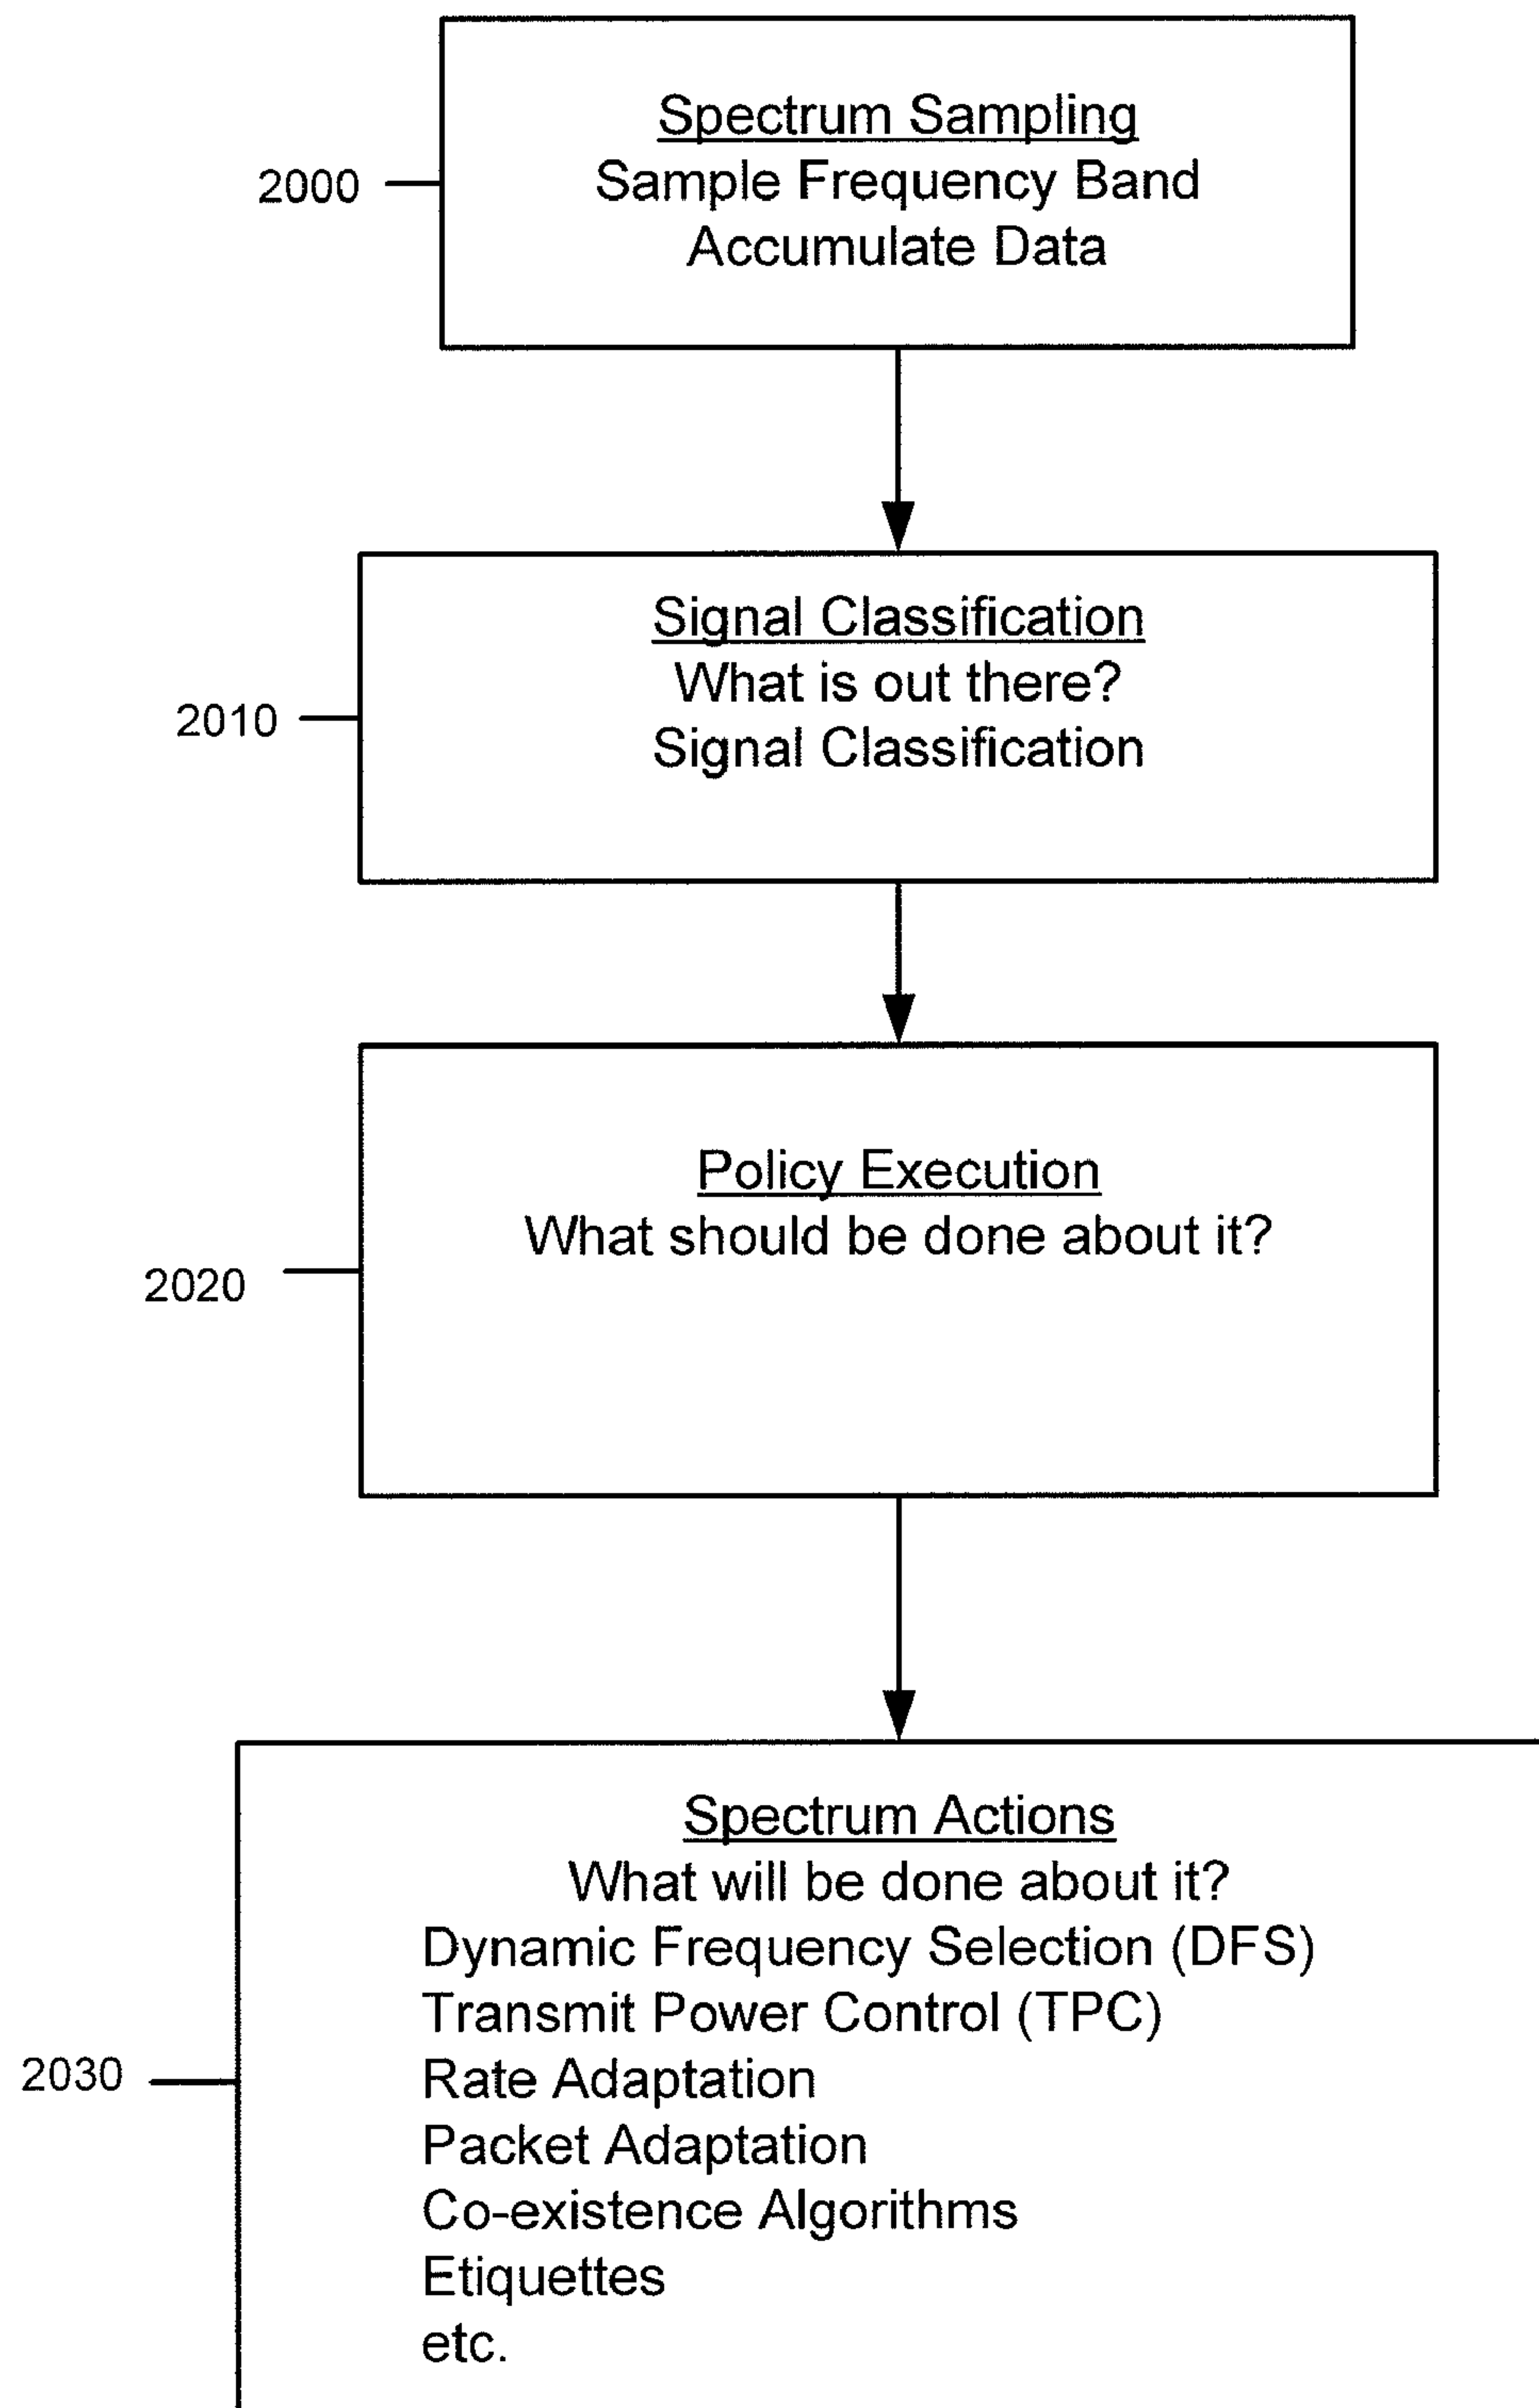 Spectrum Sampling
Sample Frequency Band
Accumulate Data
2000
Signal Classification
What is out there?
Signal Classification
2010
Policy Execution
What should be done about it?
2020
Spectrum Actions
What will be done about it?
Dynamic Frequency Selection (DFS)
Transmit Power Control (TPC)
Rate Adaptation
Packet Adaptation
Co-existence Algorithms
Etiquettes
etc.
2030